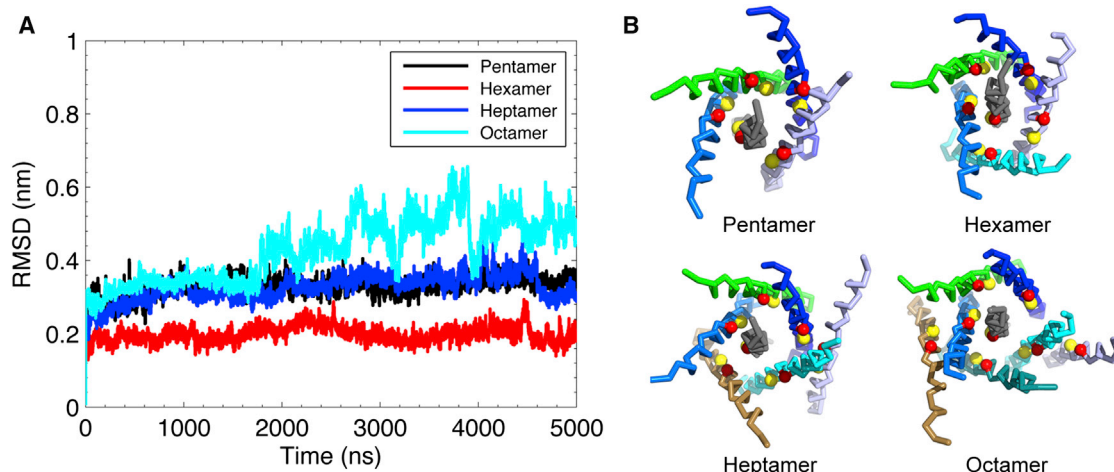 A
B
1
0.8
0.6
0.4
0.2
0
RMSD (nm)
Pentamer
Hexamer
Heptamer
Octamer
0 1000 2000 3000 4000 5000
Time (ns)
Pentamer Hexamer
Heptamer Octamer